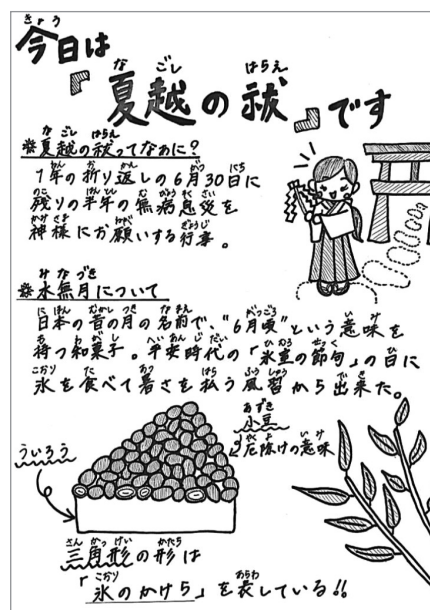 今日は
「夏越の祓」です
※夏越の祓ってなぁに?
1年の折り返しの6月30日に
残りの半年の無病息災を
神様にお願いする行事。
※水無月について
日本の昔の月の名前で、"6月頃"という意味を
持つ和菓子。平安時代の「氷室の節句」の日に
氷を食べて暑さを払う風習から出来た。
小豆
厄除けの意味
ういろう
三角形の形は
「氷のかけら」を表している!!